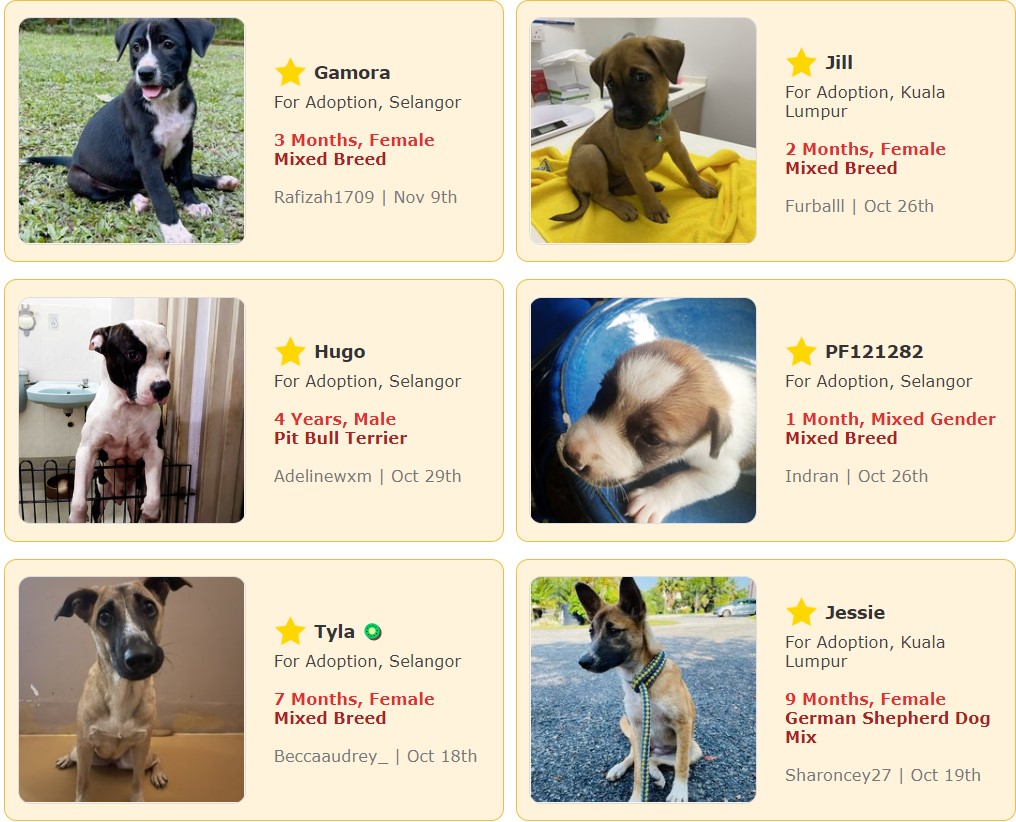 Gamora
For Adoption, Selangor
3 Months, Female
Mixed Breed
Rafizah1709 | Nov 9th
Jill
For Adoption, Kuala
Lumpur
2 Months, Female
Mixed Breed
Furballl | Oct 26th
Hugo
For Adoption, Selangor
4 Years, Male
Pit Bull Terrier
Adelinewxm | Oct 29th
PF121282
For Adoption, Selangor
1 Month, Mixed Gender
Mixed Breed
Indran | Oct 26th
Tyla
For Adoption, Selangor
7 Months, Female
Mixed Breed
Beccaaudrey_ | Oct 18th
Jessie
For Adoption, Kuala
Lumpur
9 Months, Female
German Shepherd Dog
Mix
Sharoncey27 | Oct 19th